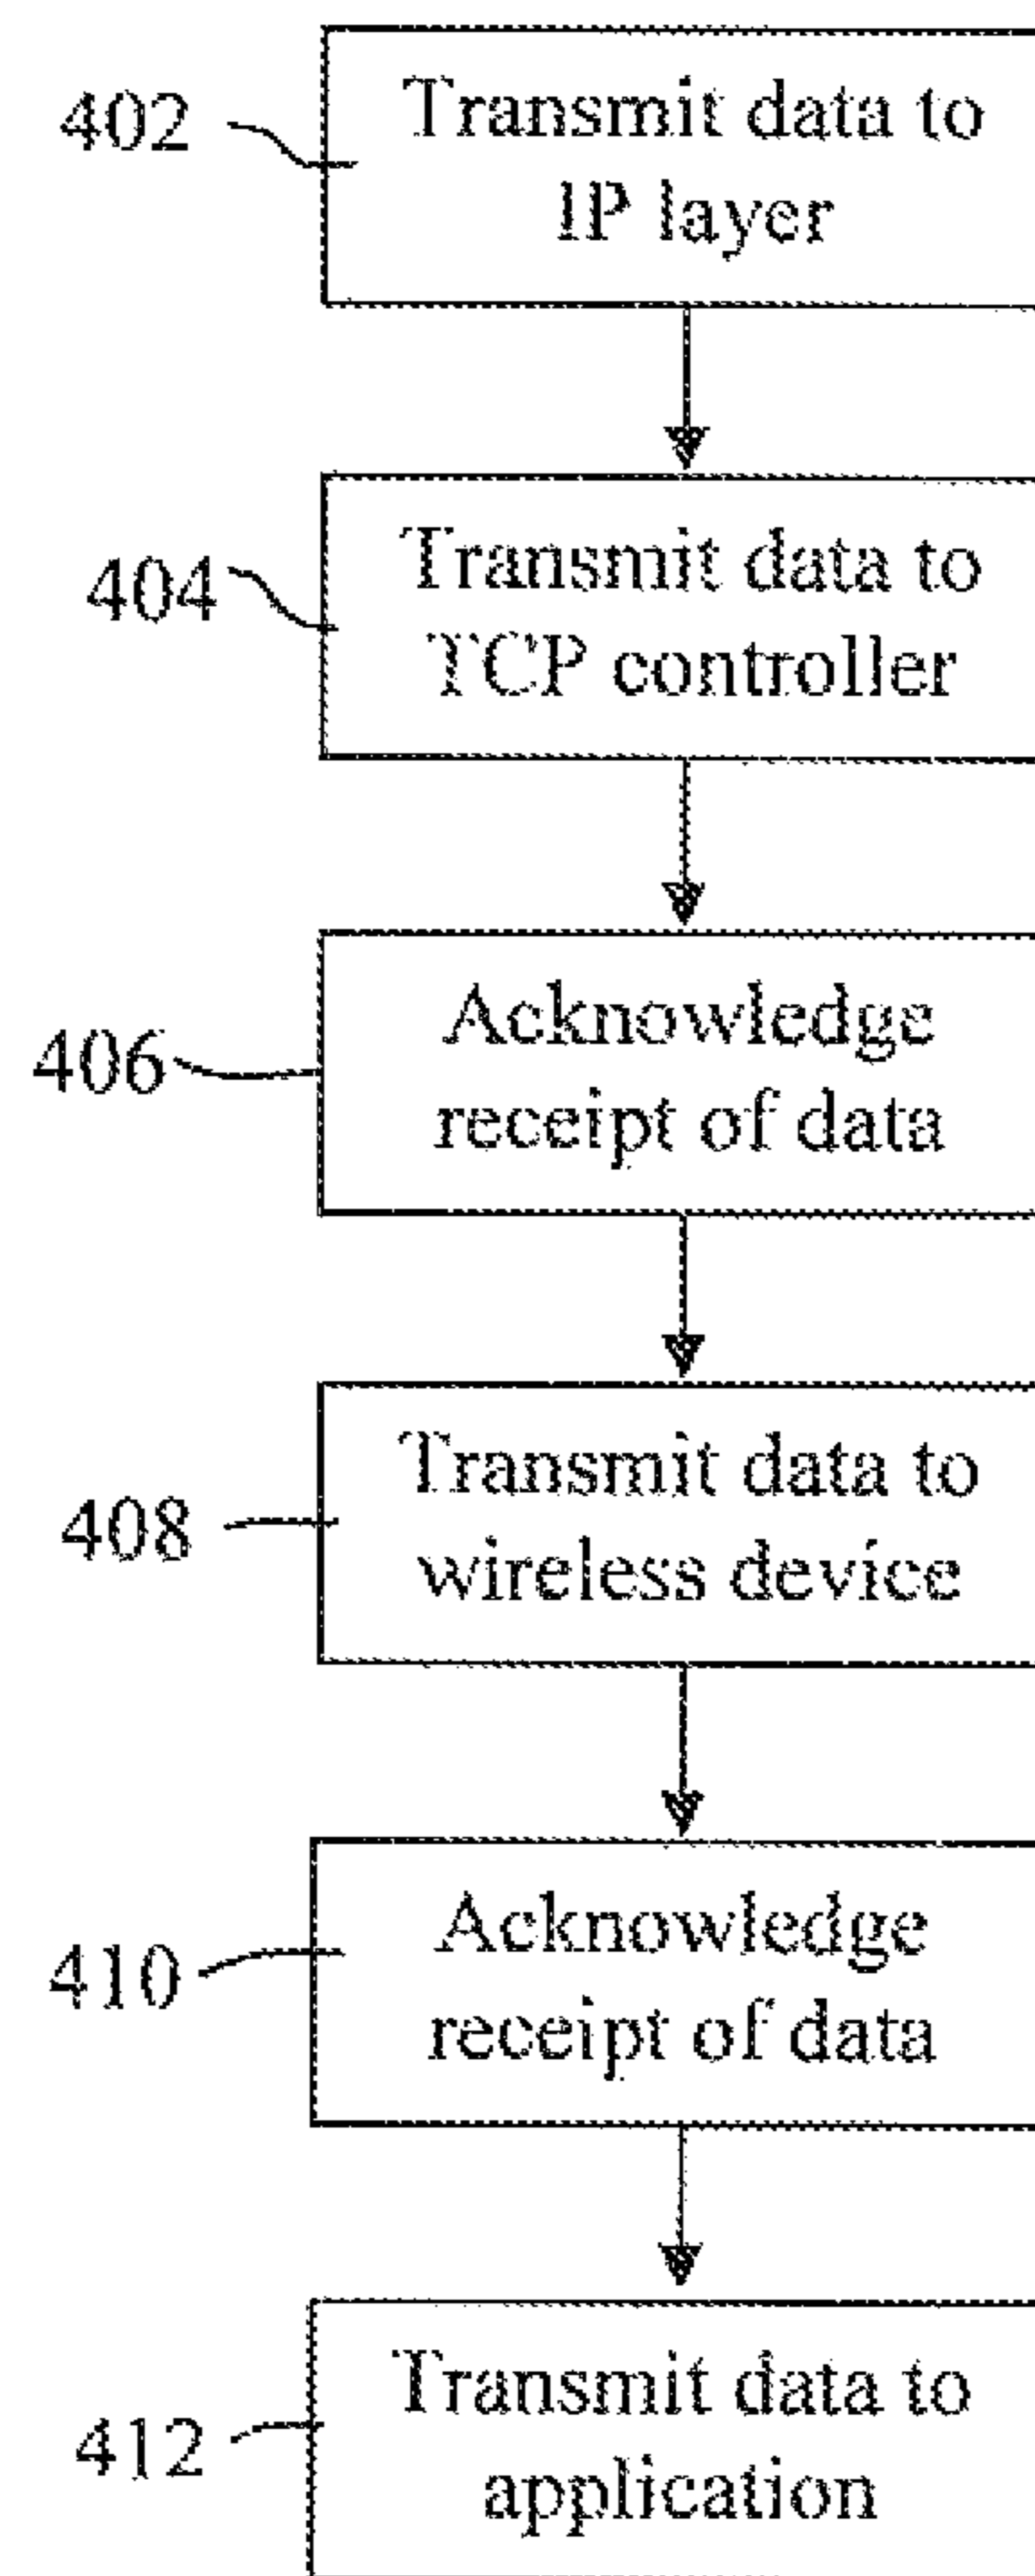 402
Transmit data to
IP layer
404
Transmit data to
TCP controller
406
Acknowledge
receipt of data
408
Transmit data to
wireless device
410
Acknowledge
receipt of data
412
Transmit data to
application